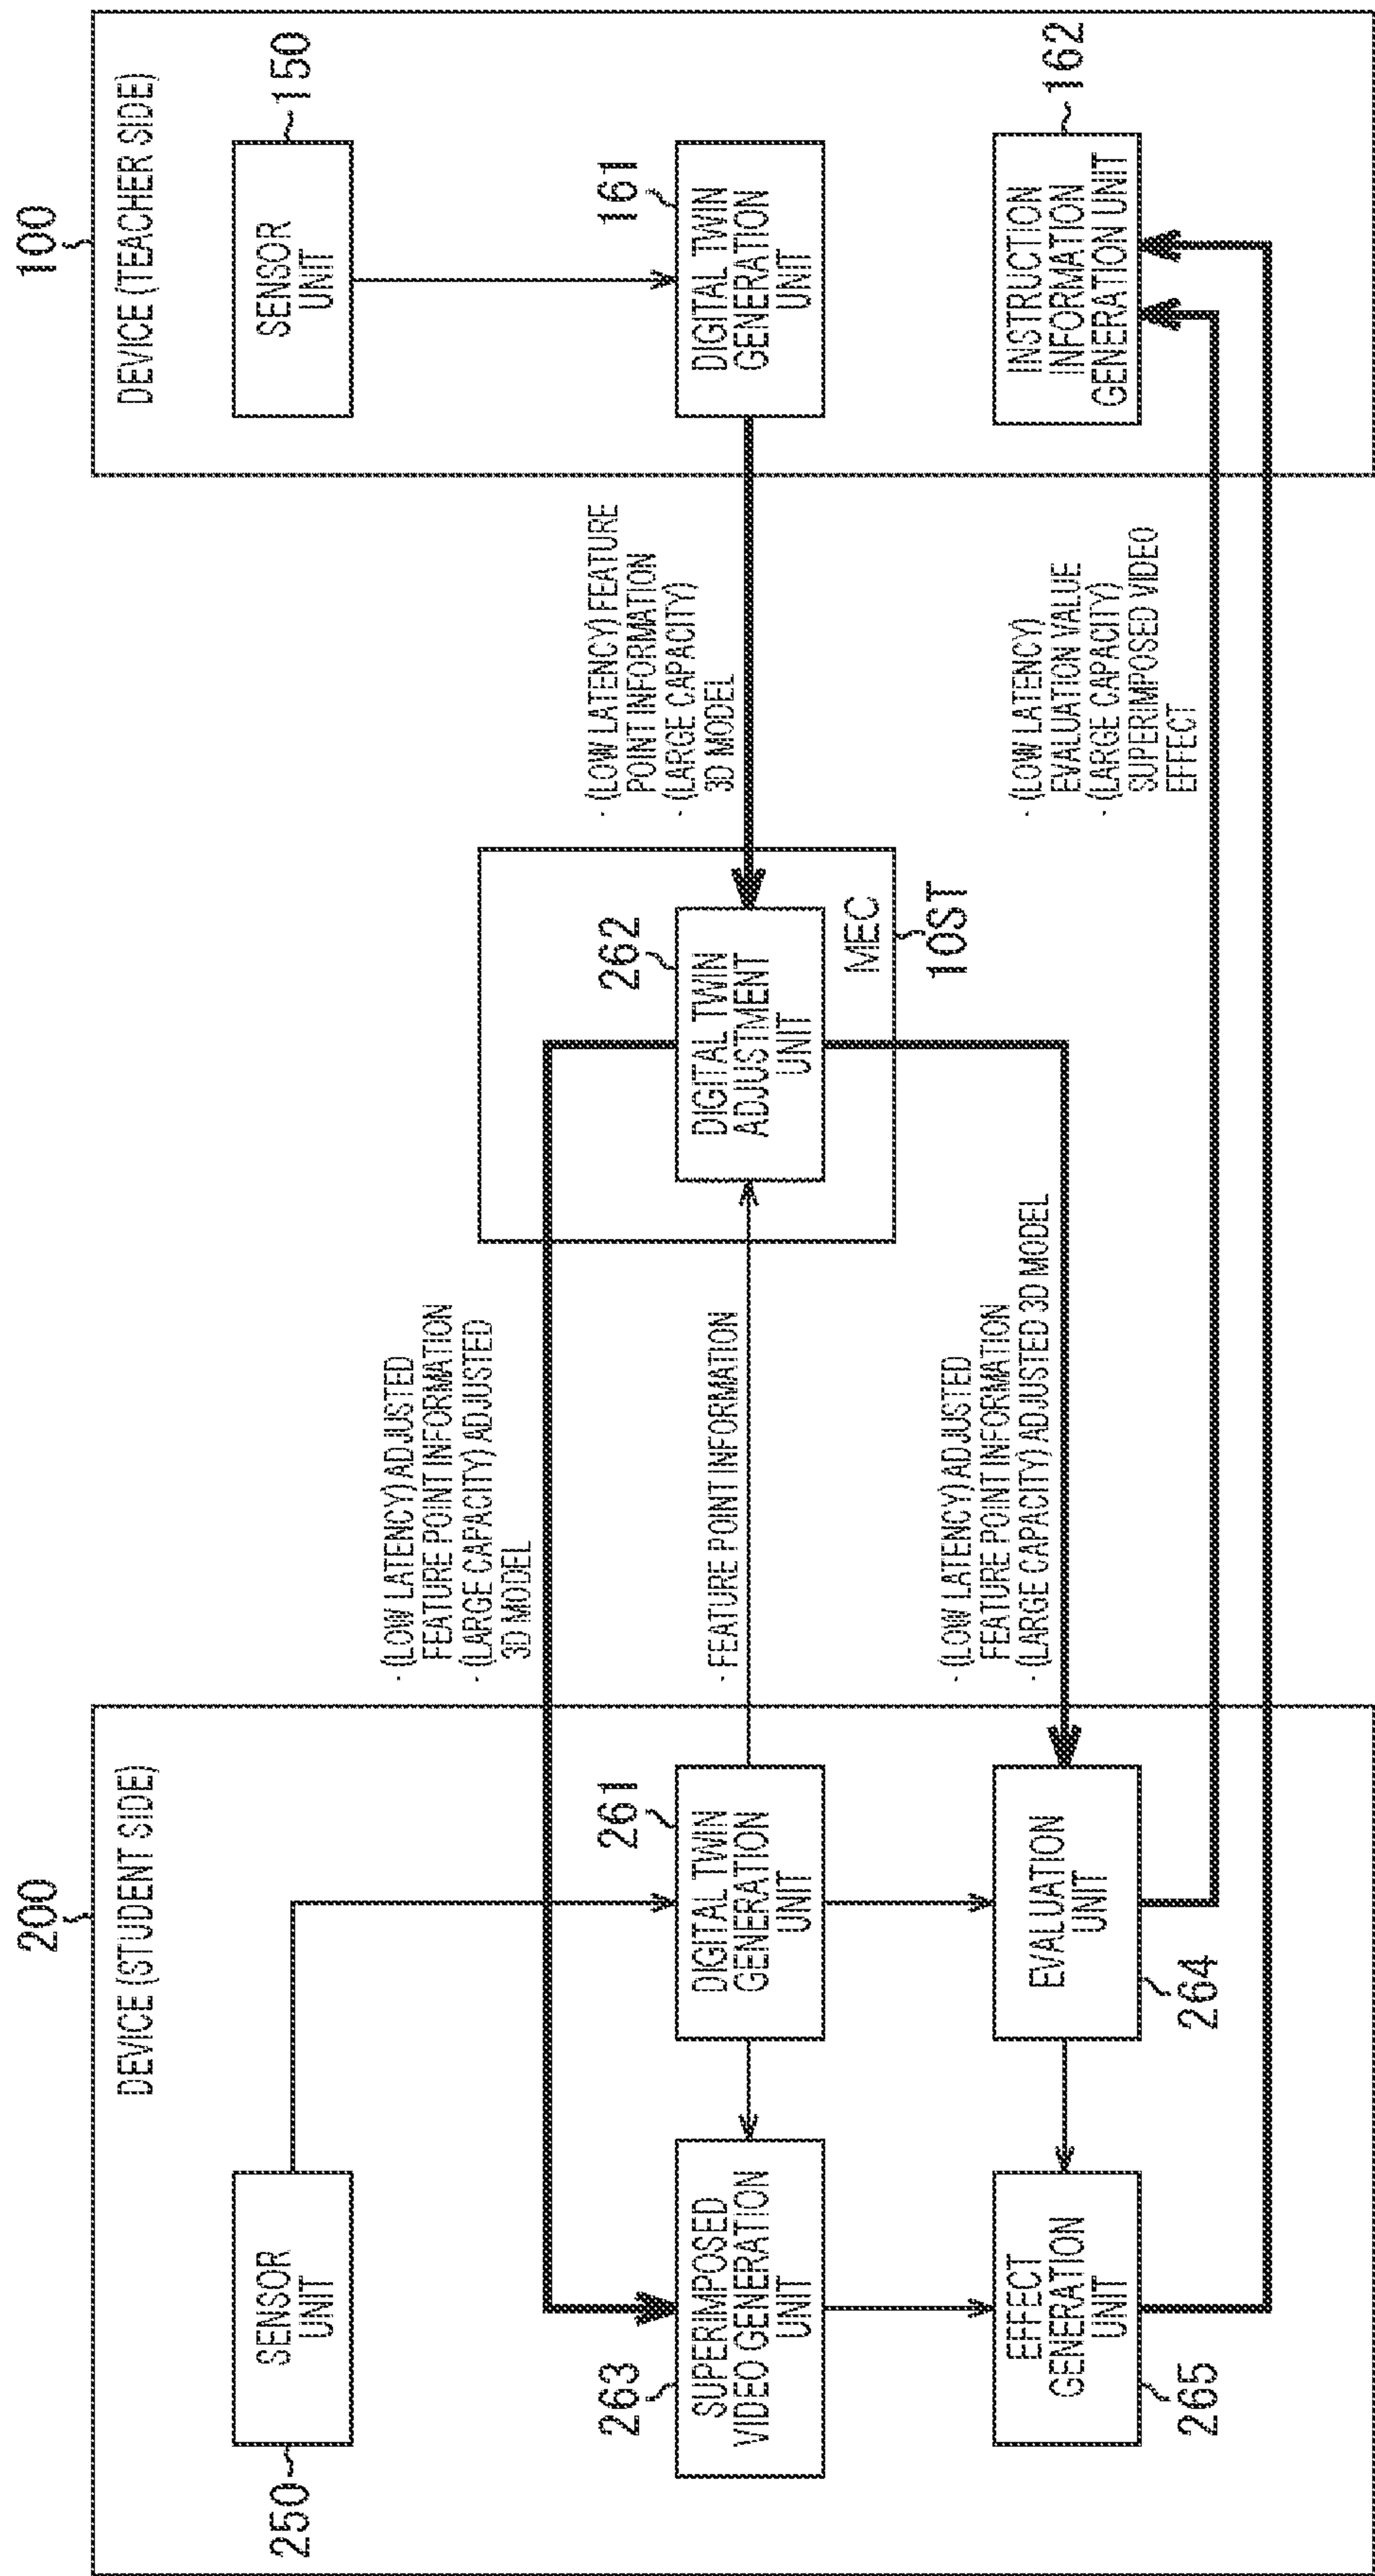 200
DEVICE (STUDENT SIDE)
250
SENSOR
UNIT
263
SUPERIMPOSED
VIDEO GENERATION
UNIT
261
DIGITAL TWIN
GENERATION
UNIT
EFFECT
GENERATION
UNIT
265
EVALUATION
UNIT
264
· (LOW LATENCY) ADJUSTED
FEATURE POINT INFORMATION
· (LARGE CAPACITY) ADJUSTED
3D MODEL
· FEATURE POINT INFORMATION
· (LOW LATENCY) ADJUSTED
FEATURE POINT INFORMATION
· (LARGE CAPACITY) ADJUSTED 3D MODEL
262
DIGITAL TWIN
ADJUSTMENT
UNIT
MEC
10ST
· (LOW LATENCY) FEATURE
POINT INFORMATION
· (LARGE CAPACITY)
3D MODEL
· (LOW LATENCY)
EVALUATION VALUE
· (LARGE CAPACITY)
SUPERIMPOSED VIDEO
EFFECT
100
DEVICE (TEACHER SIDE)
SENSOR
UNIT
150
161
DIGITAL TWIN
GENERATION
UNIT
INSTRUCTION
INFORMATION
GENERATION UNIT
162